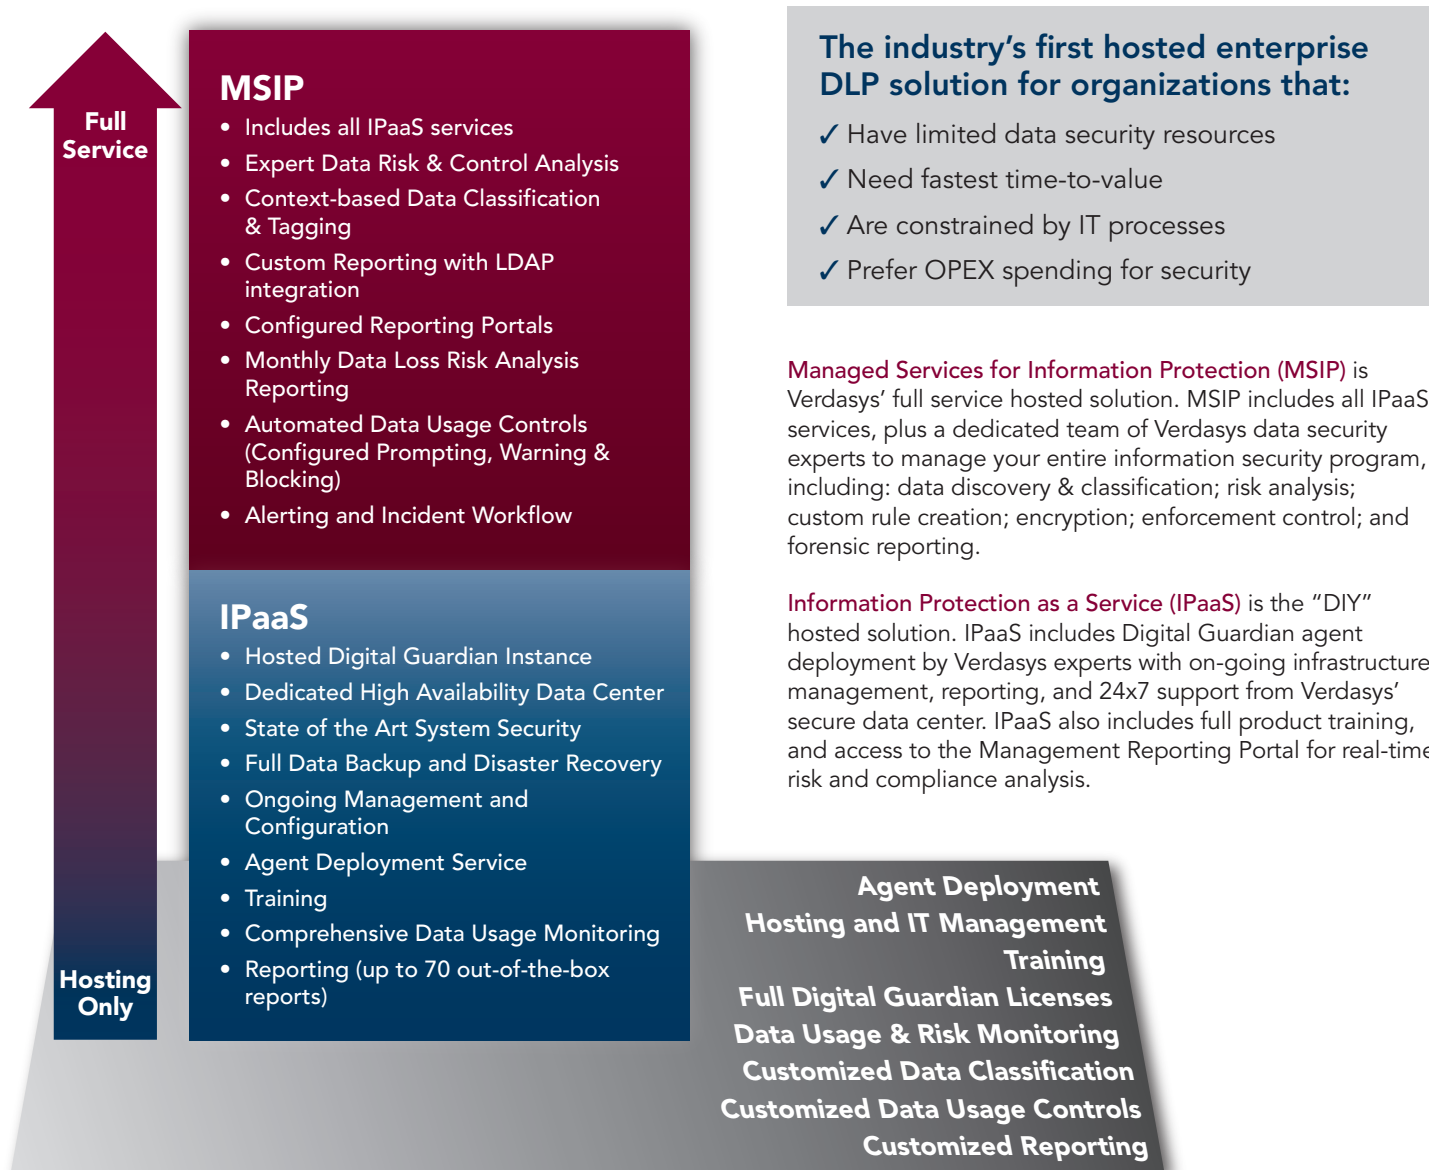 Full
Service
Hosting
Only
MSIP
• Includes all IPaaS services
• Expert Data Risk & Control Analysis
• Context-based Data Classification
& Tagging
• Custom Reporting with LDAP
integration
• Configured Reporting Portals
• Monthly Data Loss Risk Analysis
Reporting
• Automated Data Usage Controls
(Configured Prompting, Warning &
Blocking)
• Alerting and Incident Workflow
IPaaS
• Hosted Digital Guardian Instance
• Dedicated High Availability Data Center
• State of the Art System Security
• Full Data Backup and Disaster Recovery
• Ongoing Management and
Configuration
• Agent Deployment Service
• Training
• Comprehensive Data Usage Monitoring
• Reporting (up to 70 out-of-the-box
reports)
The industry's first hosted enterprise
DLP solution for organizations that:
✓ Have limited data security resources
✓ Need fastest time-to-value
✓ Are constrained by IT processes
✓ Prefer OPEX spending for security
Managed Services for Information Protection (MSIP) is
Verdasys' full service hosted solution. MSIP includes all IPaaS
services, plus a dedicated team of Verdasys data security
experts to manage your entire information security program,
including: data discovery & classification; risk analysis;
custom rule creation; encryption; enforcement control; and
forensic reporting.
Information Protection as a Service (IPaaS) is the "DIY"
hosted solution. IPaaS includes Digital Guardian agent
deployment by Verdasys experts with on-going infrastructure
management, reporting, and 24x7 support from Verdasys'
secure data center. IPaaS also includes full product training,
and access to the Management Reporting Portal for real-time
risk and compliance analysis.
Agent Deployment
Hosting and IT Management
Training
Full Digital Guardian Licenses
Data Usage & Risk Monitoring
Customized Data Classification
Customized Data Usage Controls
Customized Reporting